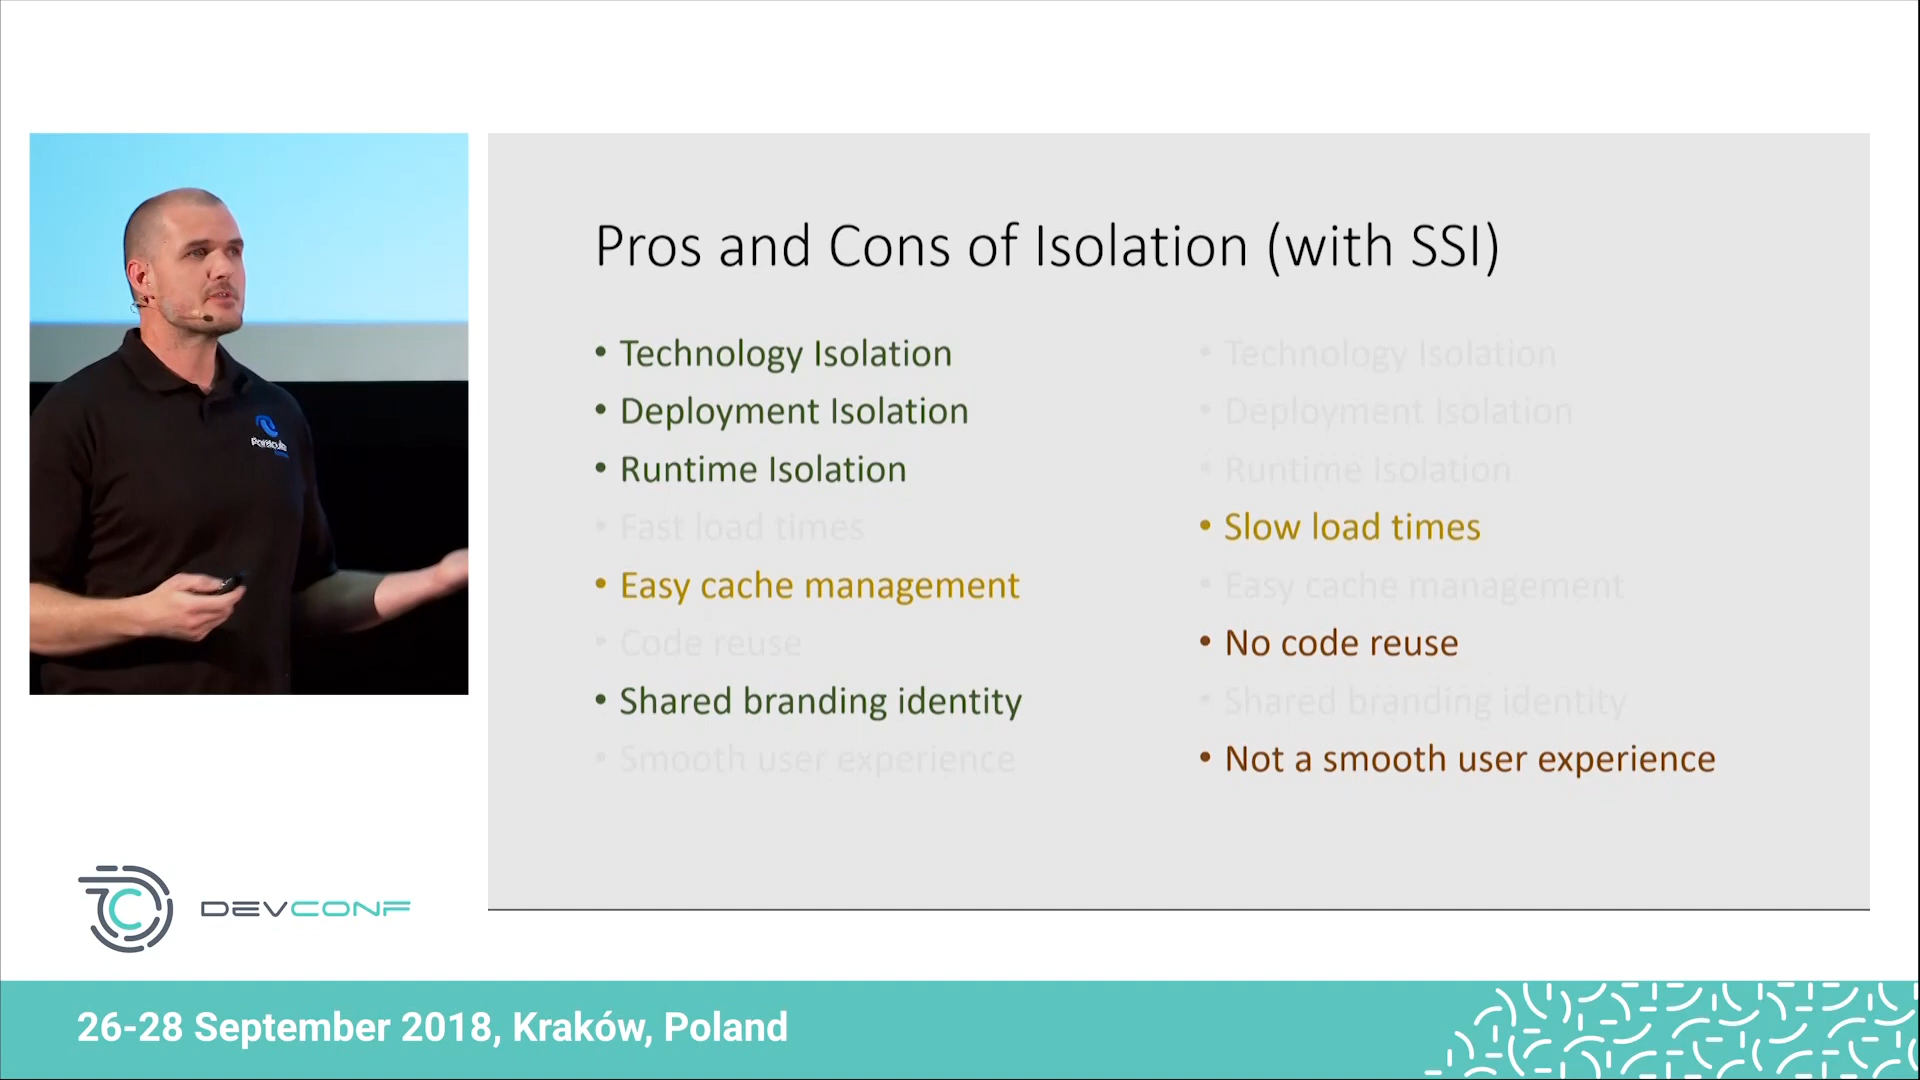 Pros and Cons of Isolation (with SSI)
• Technology Isolation
• Deployment Isolation
• Runtime Isolation
• Fast load times
• Easy cache management
• Code reuse
• Shared branding identity
• Smooth user experience
• Technology Isolation
• Deployment Isolation
• Runtime Isolation
• Slow load times
• Easy cache management
• No code reuse
• Shared branding identity
• Not a smooth user experience
DEVCONF
26-28 September 2018, Kraków, Poland